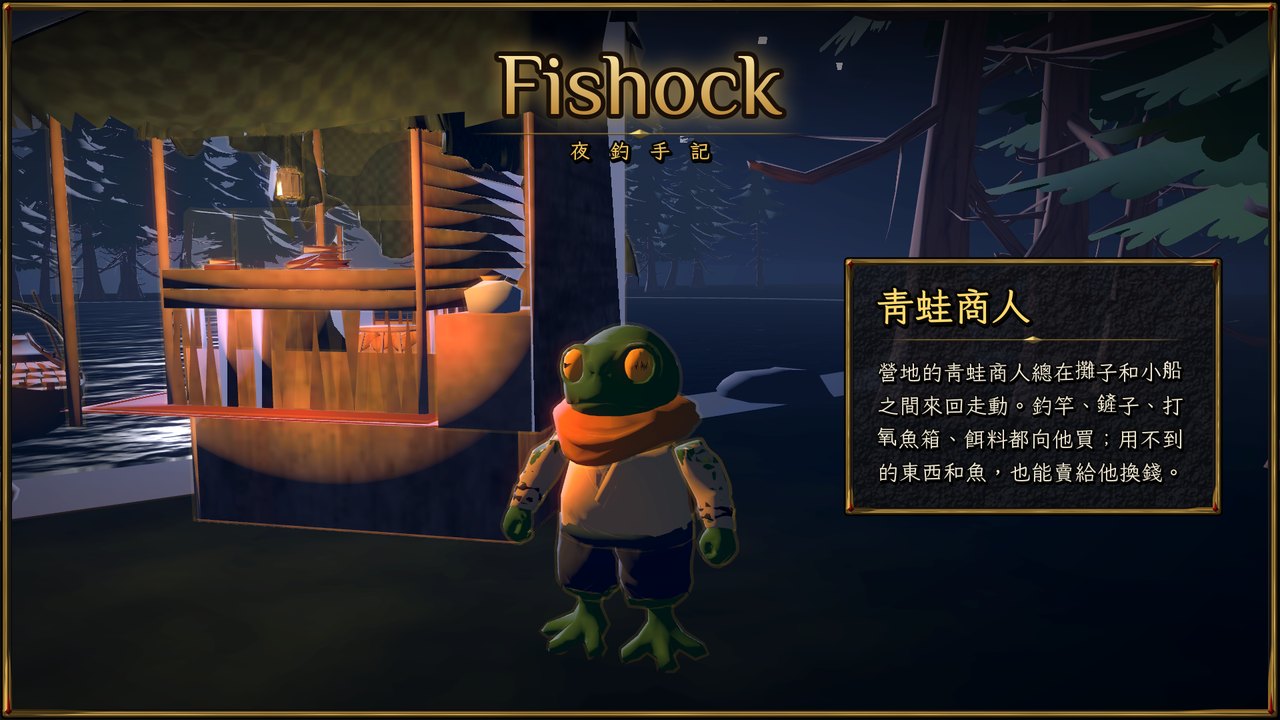 Fishock
夜釣手記
青蛙商人
營地的青蛙商人總在攤子和小船
之間來回走動。釣竿、鏟子、打
氧魚箱、餌料都向他買；用不到
的東西和魚，也能賣給他換錢。